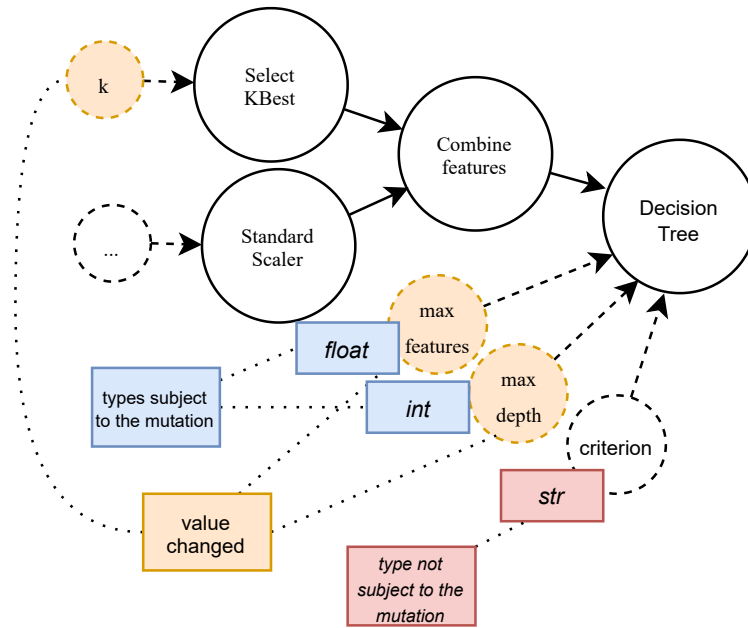 k
Select
KBest
Combine
features
Decision
Tree
...
Standard
Scaler
max
features
float
max
depth
int
types subject
to the mutation
criterion
str
value
changed
type not
subject to the
mutation